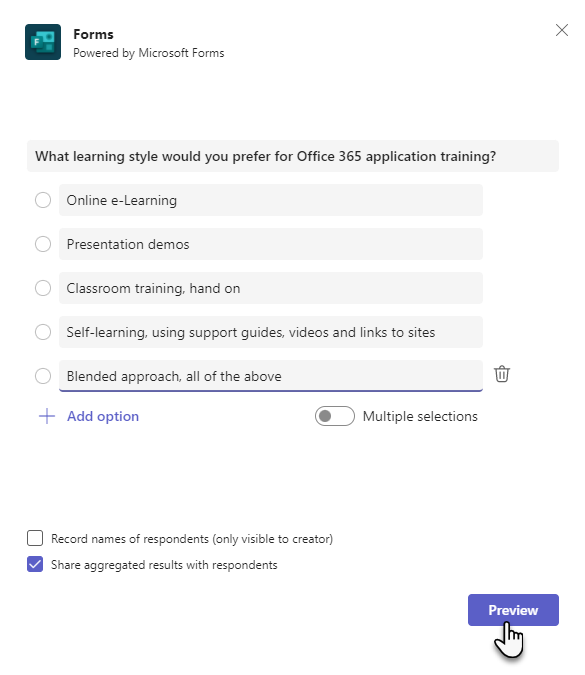 Forms
Powered by Microsoft Forms
What learning style would you prefer for Office 365 application training?
Online e-Learning
Presentation demos
Classroom training, hand on
Self-learning, using support guides, videos and links to sites
Blended approach, all of the above
Add option
Multiple selections
Record names of respondents (only visible to creator)
Share aggregated results with respondents
Preview